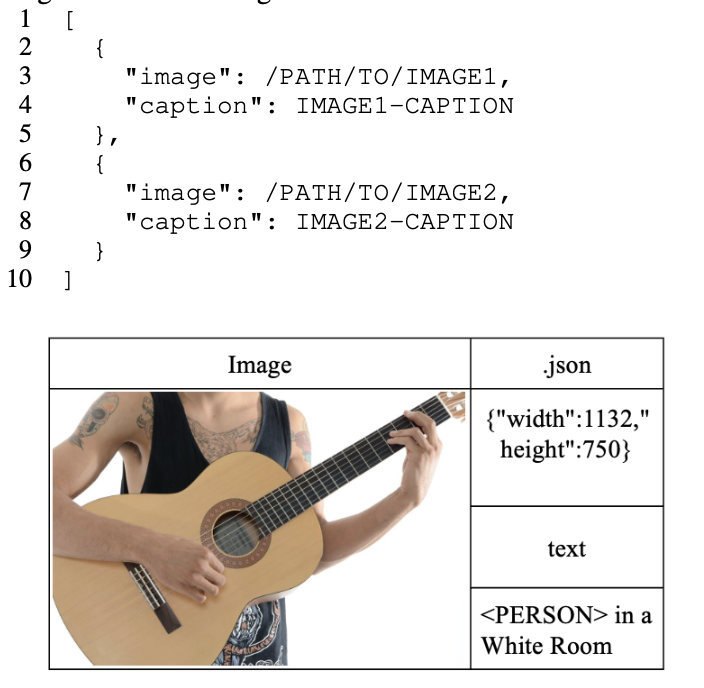 1 [
2 {
3 "image": /PATH/TO/IMAGE1,
4 "caption": IMAGE1-CAPTION
5 },
6 {
7 "image": /PATH/TO/IMAGE2,
8 "caption": IMAGE2-CAPTION
9 }
10 ]
Image
.json
{"width":1132,"
height":750}
text
<PERSON> in a
White Room